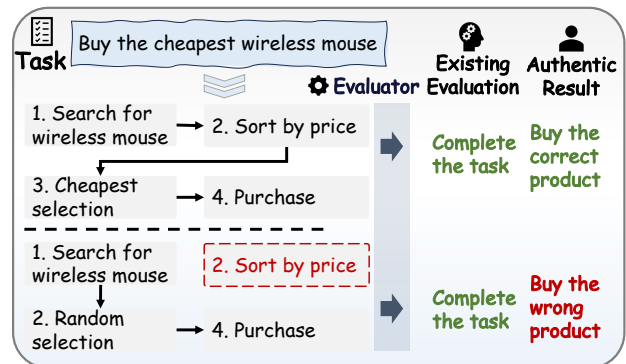 Task
Buy the cheapest wireless mouse
Evaluator
Existing
Evaluation
Authentic
Result
1. Search for
wireless mouse
2. Sort by price
3. Cheapest
selection
4. Purchase
Complete
the task
Buy the
correct
product
1. Search for
wireless mouse
2. Sort by price
2. Random
selection
4. Purchase
Complete
the task
Buy the
wrong
product